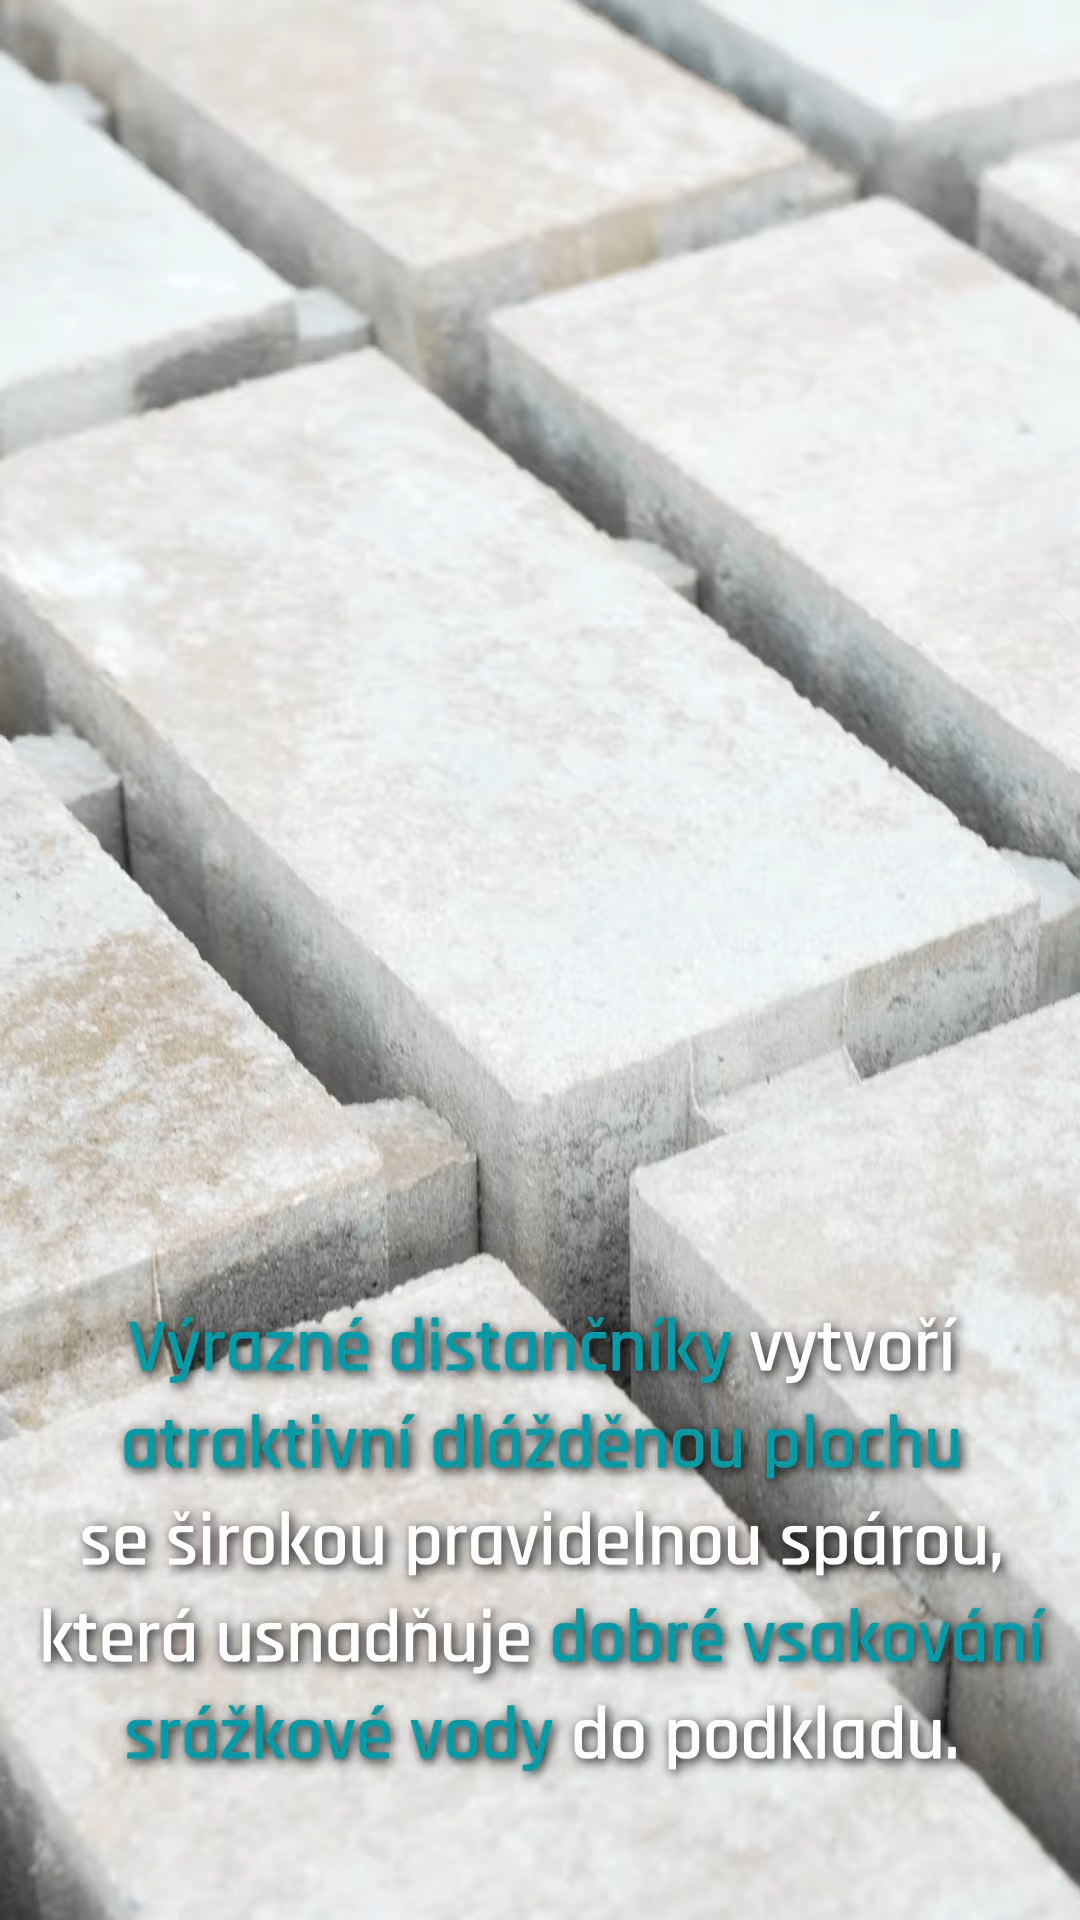 Výrazné distančníky vytvoří
atraktivní dlážděnou plochu
se širokou pravidelnou spárou,
která usnadňuje dobré vsakování
srážkové vody do podkladu.